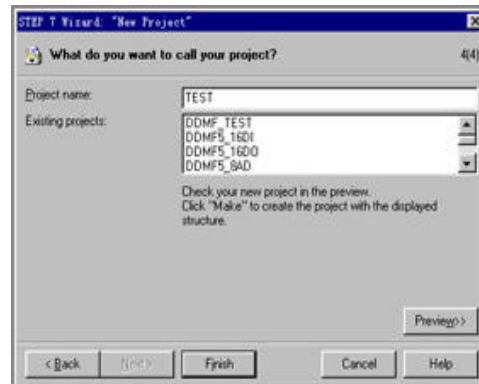 STEP 7 Wizard: "New Project"
What do you want to call your project? 4(4)
Project name: TEST
Existing projects: DDMF_TEST
DDMF5_16DI
DDMF5_16DO
DDMF5_8AD
Check your new project in the preview.
Click "Make" to create the project with the displayed
structure.
Preview>>
< Back Next > Finish Cancel Help